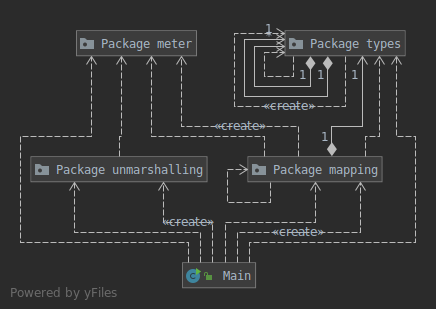 1
Package meter
Package types
1
1
1
«create»
«create»
1
Package unmarshalling
Package mapping
«create»
«create»
C
Main
Powered by yFiles